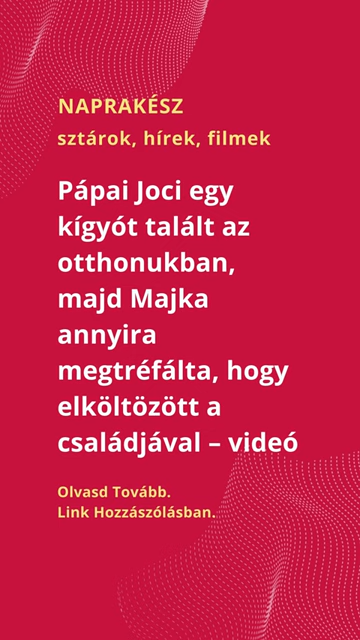 NAPRAKÉSZ
sztárok, hírek, filmek
Pápai Joci egy
kígyót talált az
otthonukban,
majd Majka
annyira
megtréfálta, hogy
elköltözött a
családjával – videó
Olvasd Tovább.
Link Hozzászólásban.